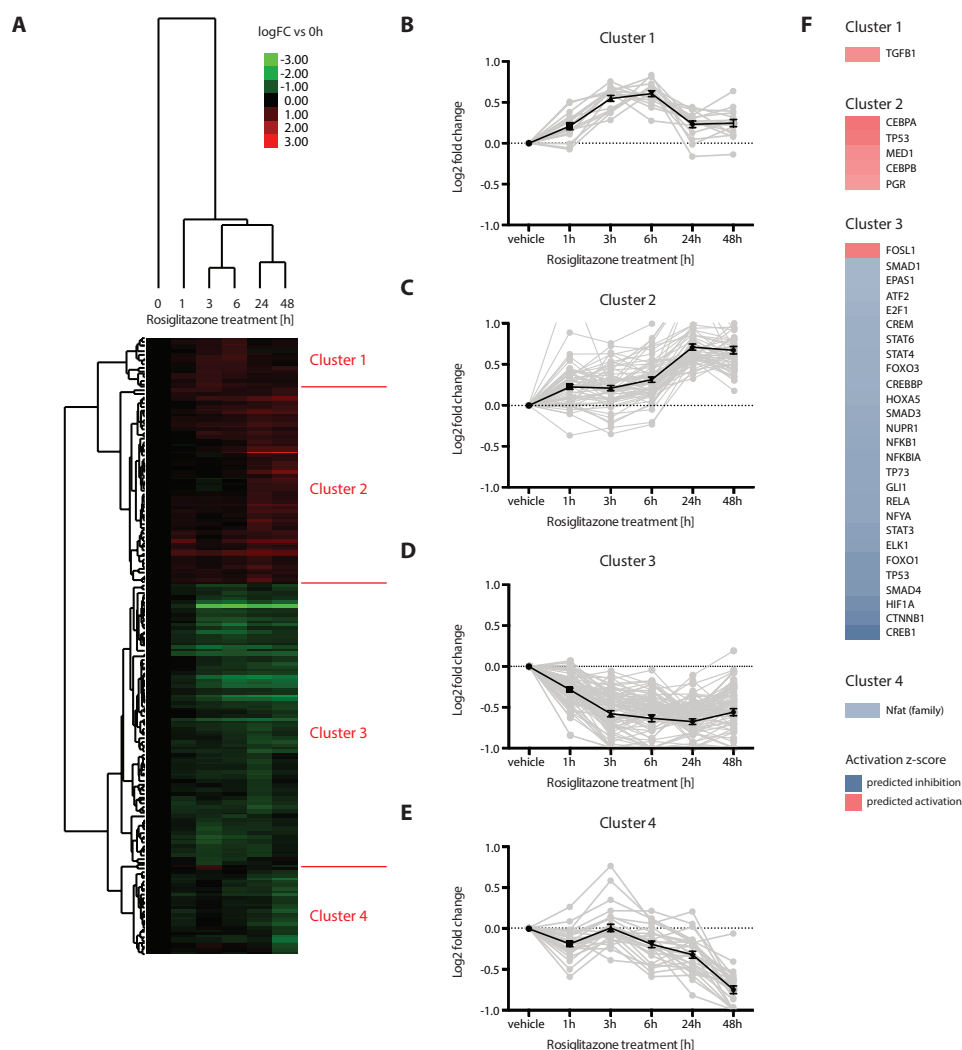 A
logFC vs 0h
-3.00
-2.00
-1.00
0.00
1.00
2.00
3.00
0 1 3 6 24 48
Rosiglitazone treatment [h]
Cluster 1
Cluster 2
Cluster 3
Cluster 4
B
Cluster 1
Log2 fold change
1.0
0.5
0.0
-0.5
-1.0
vehicle 1h 3h 6h 24h 48h
Rosiglitazone treatment [h]
C
Cluster 2
Log2 fold change
1.0
0.5
0.0
-0.5
-1.0
vehicle 1h 3h 6h 24h 48h
Rosiglitazone treatment [h]
D
Cluster 3
Log2 fold change
0.0
-0.5
-1.0
vehicle 1h 3h 6h 24h 48h
Rosiglitazone treatment [h]
E
Cluster 4
Log2 fold change
1.0
0.5
0.0
-0.5
-1.0
vehicle 1h 3h 6h 24h 48h
Rosiglitazone treatment [h]
F
Cluster 1
TGFB1
Cluster 2
CEBPA
TP53
MED1
CEBPB
PGR
Cluster 3
FOSL1
SMAD1
EPAS1
ATF2
E2F1
CREM
STAT6
STAT4
FOXO3
CREBBP
HOXA5
SMAD3
NUPR1
NFKB1
NFKBIA
TP73
GLI1
RELA
NFYA
STAT3
ELK1
FOXO1
TP53
SMAD4
HIF1A
CTNNB1
CREB1
Cluster 4
Nfat (family)
Activation z-score
predicted inhibition
predicted activation